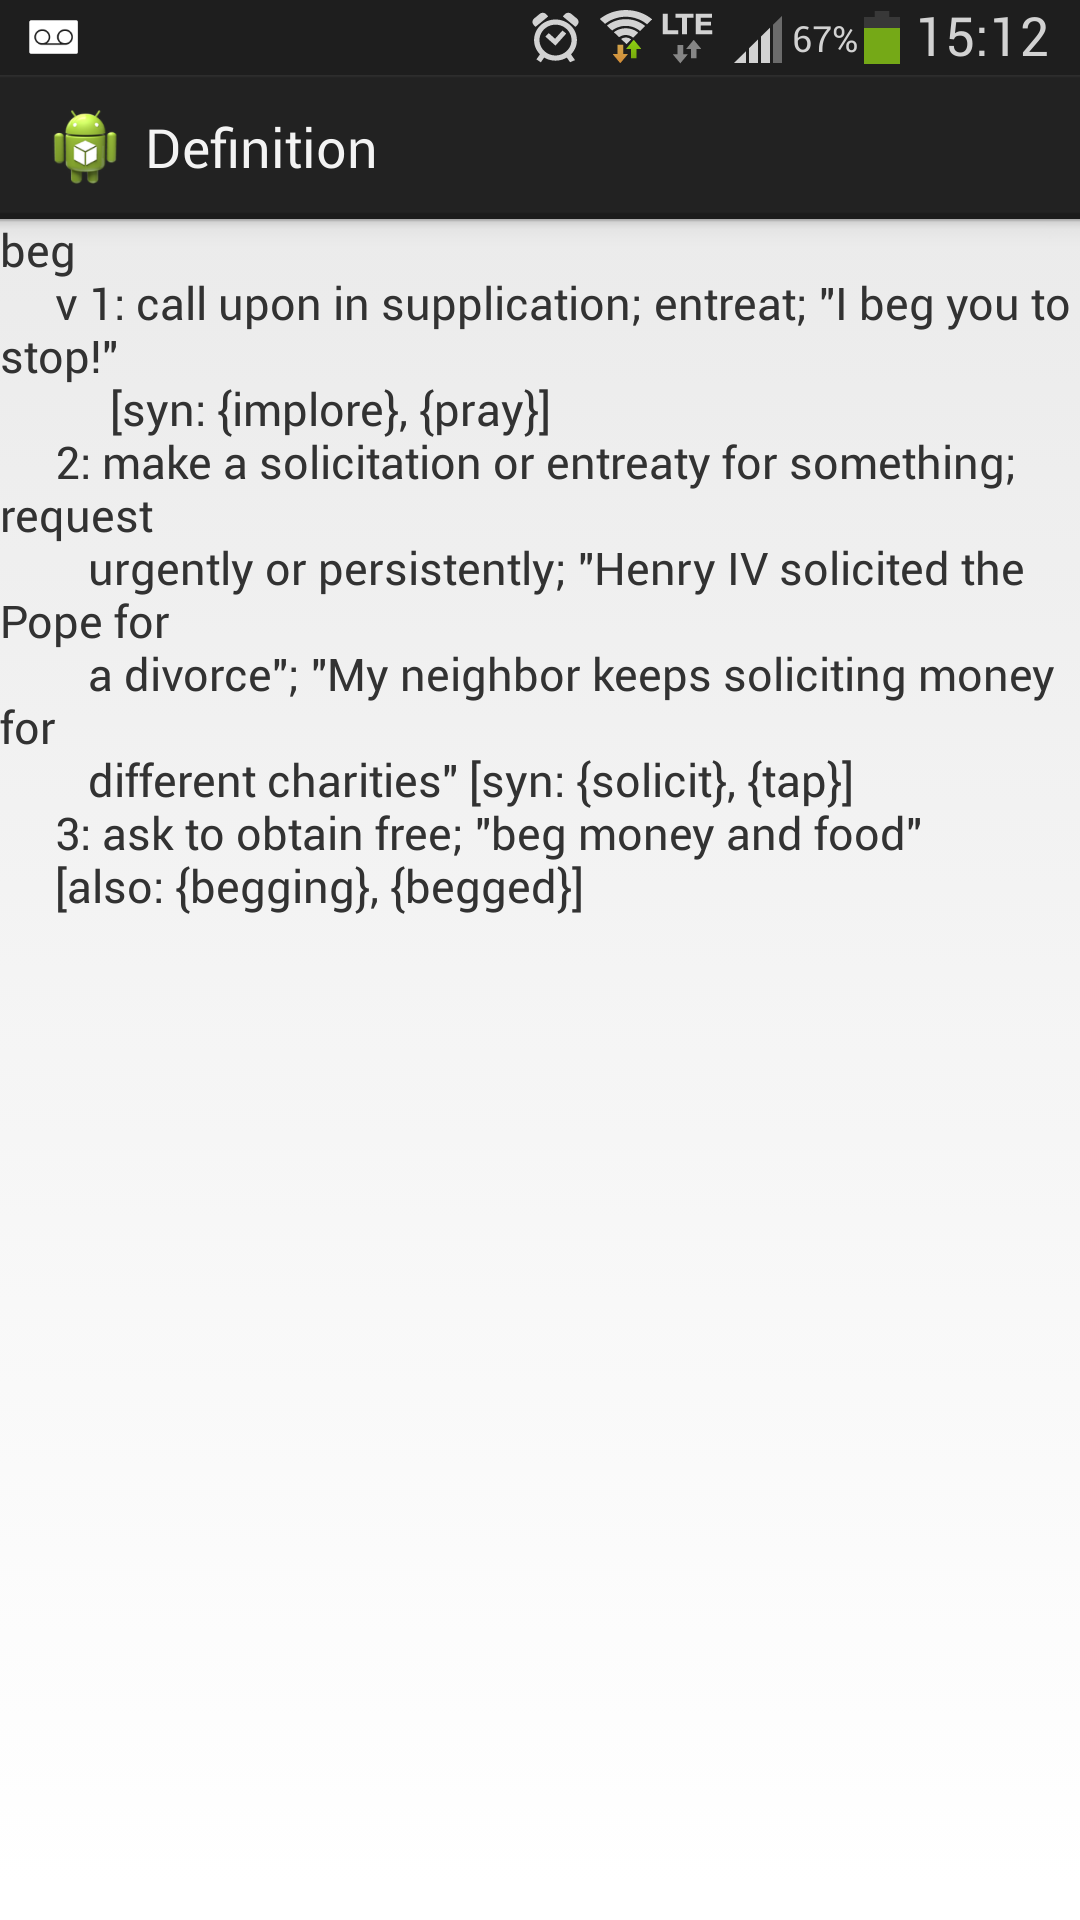 LTE
67% 15:12
Definition
beg
v 1: call upon in supplication; entreat; "I beg you to
stop!"
[syn: {implore}, {pray}]
2: make a solicitation or entreaty for something;
request
urgently or persistently; "Henry IV solicited the
Pope for
a divorce"; "My neighbor keeps soliciting money
for
different charities" [syn: {solicit}, {tap}]
3: ask to obtain free; "beg money and food"
[also: {begging}, {begged}]